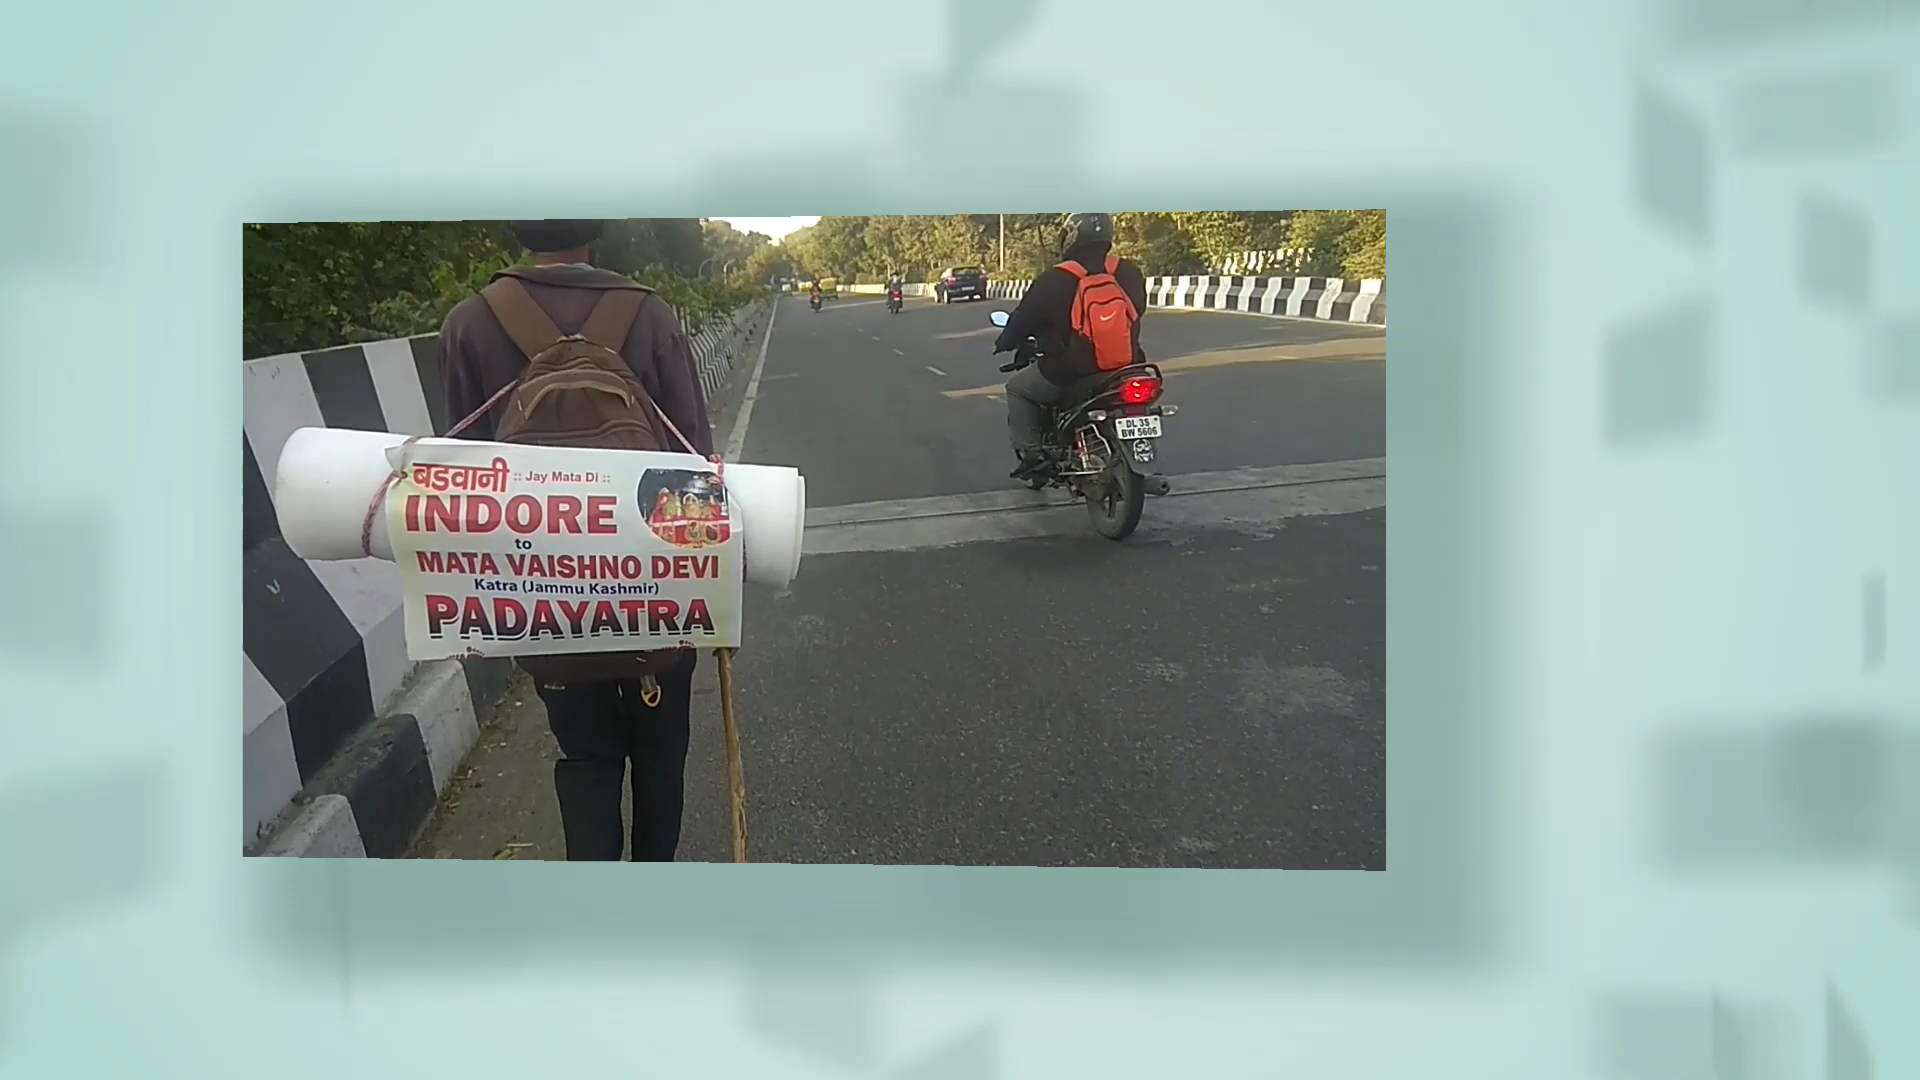 बडवानी :: Jay Mata Di ::
INDORE
to
MATA VAISHNO DEVI
Katra (Jammu Kashmir)
PADAYATRA
DL 3S
BW 5606